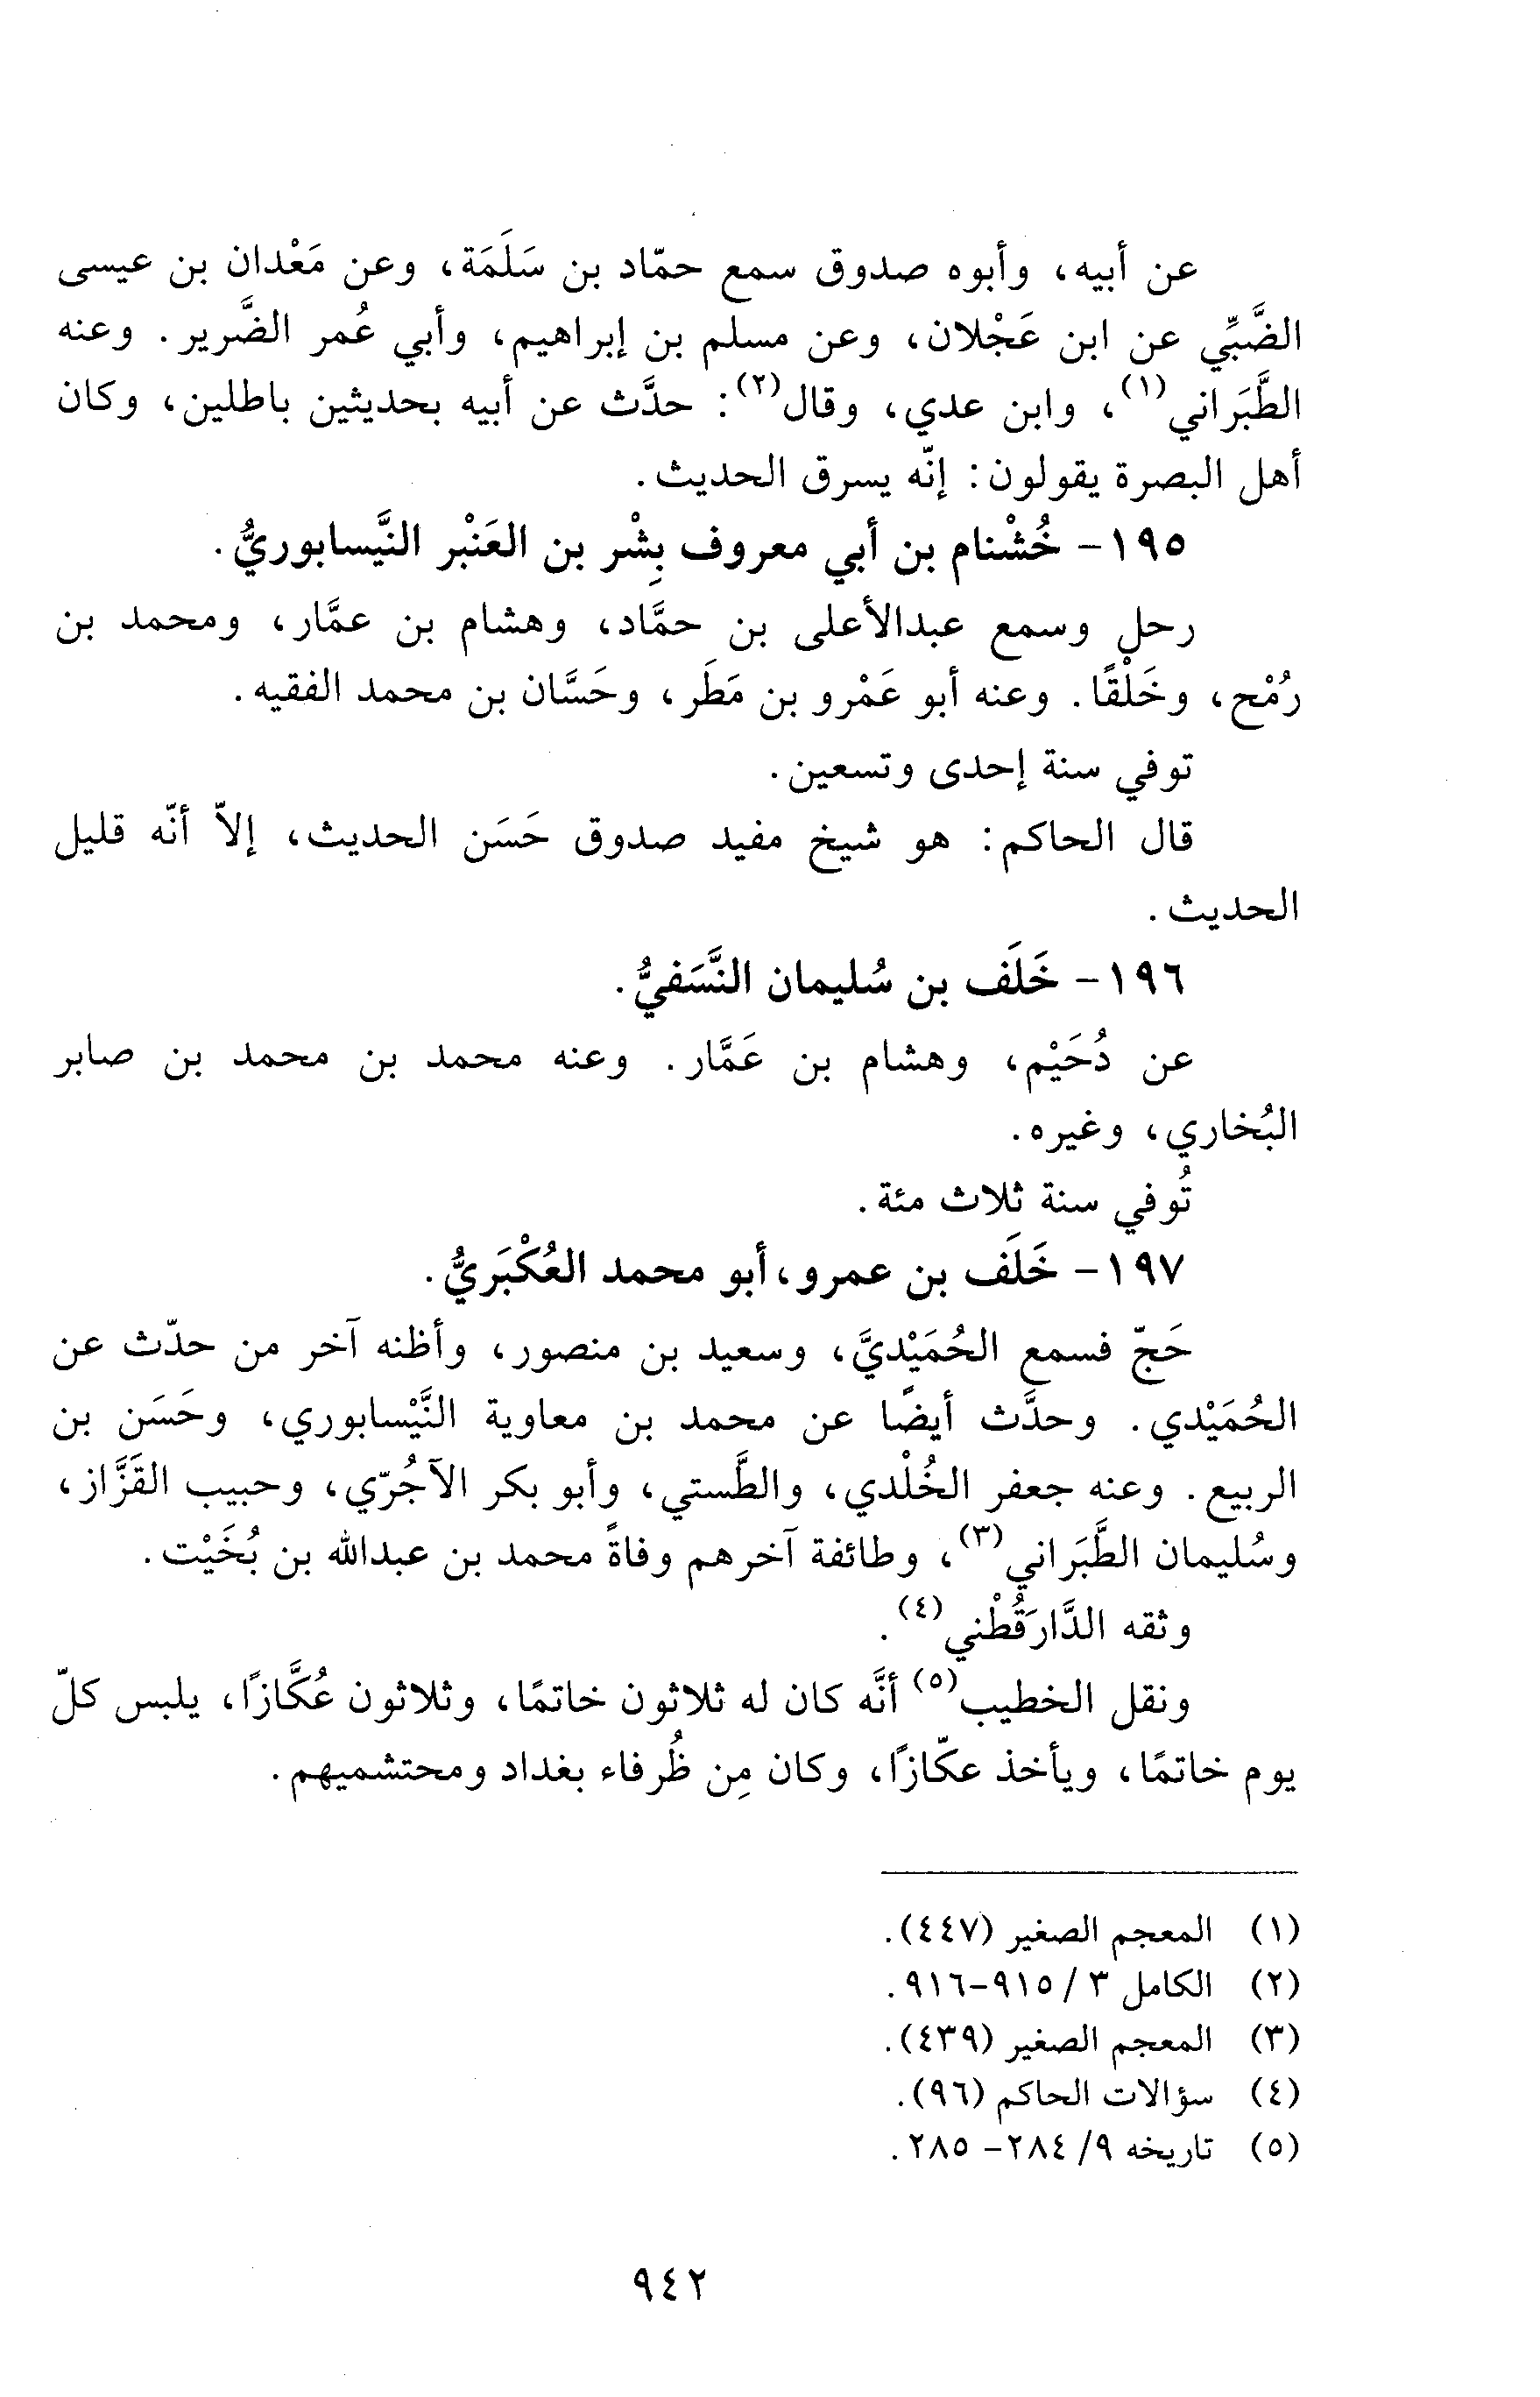 عن أبيه، وأبوه صدوق سمع حمّاد بن سَلَمَة، وعن مَعْدان بن عيسى
الضَّبِّي عن ابن عَجْلان، وعن مسلم بن إبراهيم، وأبي عُمر الضَّرير. وعنه
الطَّبَراني(١)، وابن عدي، وقال(٢): حدَّث عن أبيه بحديثين باطلين، وكان
أهل البصرة يقولون: إنّه يسرق الحديث.
١٩٥- خُشْنام بن أبي معروف بِشْر بن العَنْبر النَّيسابوريُّ.
رحل وسمع عبدالأعلى بن حمَّاد، وهشام بن عمَّار، ومحمد بن
رُمْح، وخَلْقًا. وعنه أبو عَمْرو بن مَطَر، وحَسَّان بن محمد الفقيه.
توفي سنة إحدى وتسعين.
قال الحاكم: هو شيخ مفيد صدوق حَسَن الحديث، إلاّ أنّه قليل
الحديث.
١٩٦- خَلَف بن سُليمان النَّسَفيُّ.
عن دُحَيْم، وهشام بن عَمَّار. وعنه محمد بن محمد بن صابر
البُخاري، وغيره.
تُوفي سنة ثلاث مئة.
١٩٧- خَلَف بن عمرو، أبو محمد العُكْبَريُّ.
حَجّ فسمع الحُمَيْديَّ، وسعيد بن منصور، وأظنه آخر من حدّث عن
الحُمَيْدي. وحدَّث أيضًا عن محمد بن معاوية النَّيْسابوري، وحَسَن بن
الربيع. وعنه جعفر الخُلْدي، والطَّستي، وأبو بكر الآجُرّي، وحبيب القَزَّاز،
وسُليمان الطَّبَراني(٣)، وطائفة آخرهم وفاةً محمد بن عبدالله بن بُخَيْت.
وثقه الدَّارَقُطْني(٤).
ونقل الخطيب(٥) أنَّه كان له ثلاثون خاتمًا، وثلاثون عُكَّازًا، يلبس كلّ
يوم خاتمًا، ويأخذ عكّازًا، وكان مِن ظُرفاء بغداد ومحتشميهم.
(١) المعجم الصغير (٤٤٧).
(٢) الكامل ٣/ ٩١٥-٩١٦.
(٣) المعجم الصغير (٤٣٩).
(٤) سؤالات الحاكم (٩٦).
(٥) تاريخه ٩/ ٢٨٤- ٢٨٥.
٩٤٢